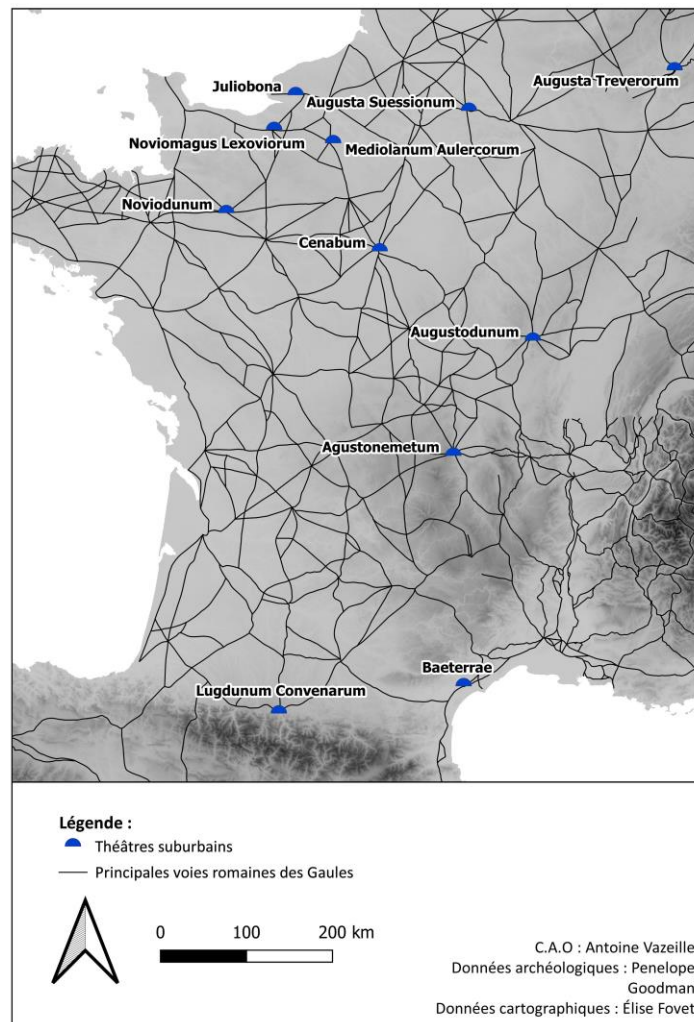 Juliobona
Augusta Treverorum
Augusta Suessionum
Noviomagus Lexoviorum
Mediolanum Aulercorum
Noviodunum
Cenabum
Augustodunum
Agustonemetum
Baeterrae
Lugdunum Convenarum
Légende :
Théâtres suburbains
Principales voies romaines des Gaules
0 100 200 km
C.A.O : Antoine Vazeille
Données archéologiques : Penelope
Goodman
Données cartographiques : Élise Fovet